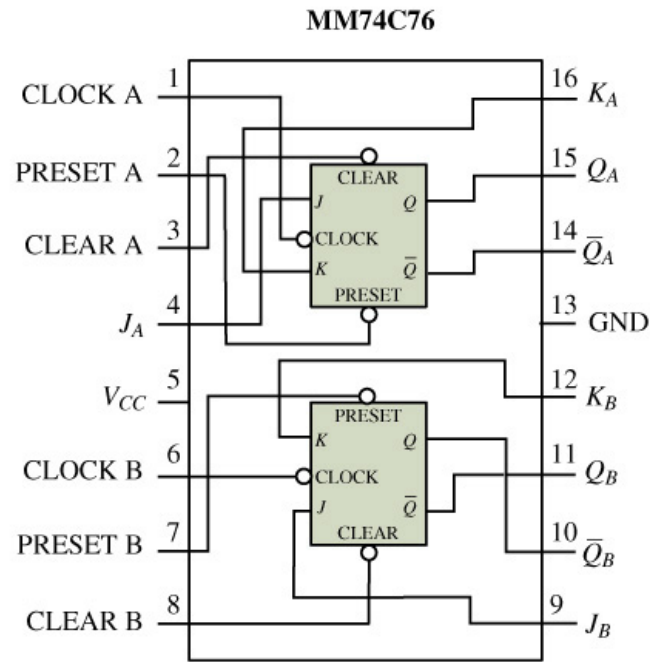 MM74C76
CLOCK A 1
PRESET A 2
CLEAR A 3
J_A 4
V_CC 5
CLOCK B 6
PRESET B 7
CLEAR B 8
16 K_A
15 Q_A
14 Q̅_A
13 GND
12 K_B
11 Q_B
10 Q̅_B
9 J_B
CLEAR
J Q
CLOCK
K Q̅
PRESET
PRESET
K Q
CLOCK
J Q̅
CLEAR